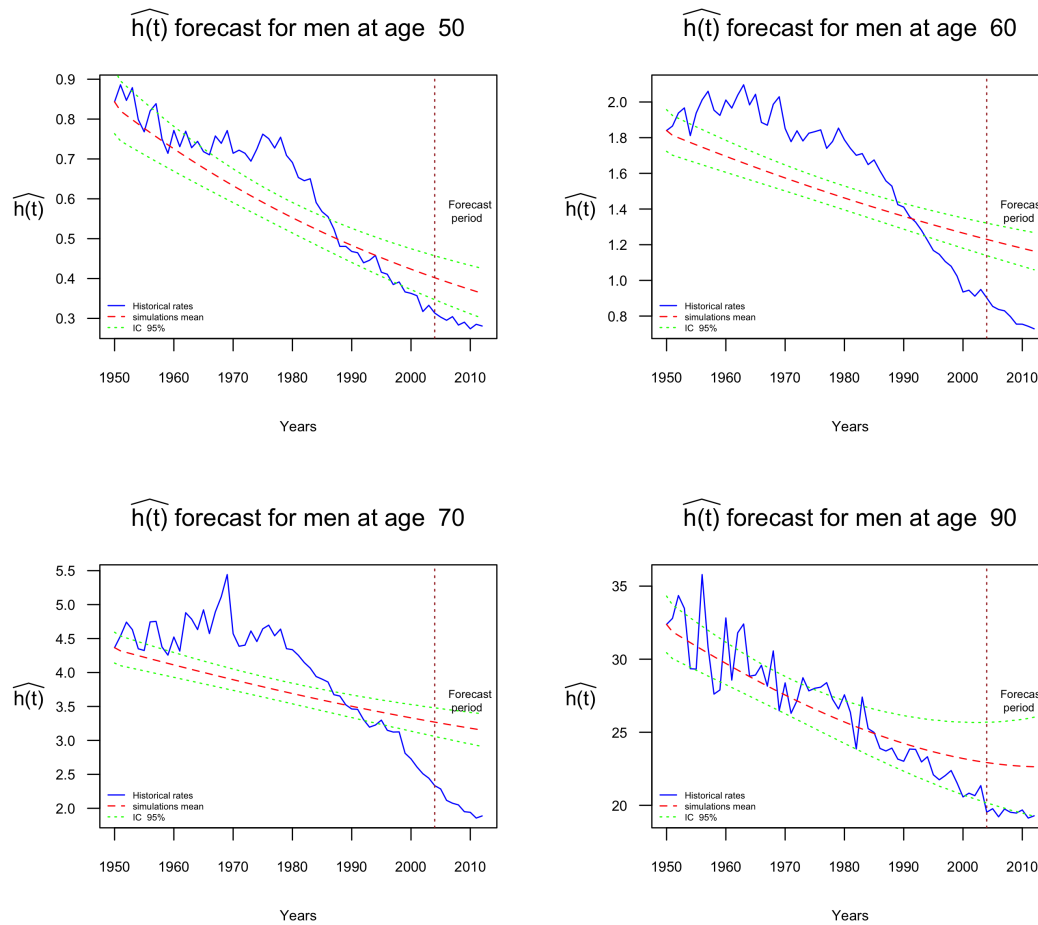 h(t) forecast for men at age 50
0.9
0.8
0.7
0.6
0.5
0.4
0.3
h(t)
Forecast
period
Historical rates
simulations mean
IC 95%
1950 1960 1970 1980 1990 2000 2010
Years
h(t) forecast for men at age 60
2.0
1.8
1.6
1.4
1.2
1.0
0.8
h(t)
Forecas
period
Historical rates
simulations mean
IC 95%
1950 1960 1970 1980 1990 2000 2010
Years
h(t) forecast for men at age 70
5.5
5.0
4.5
4.0
3.5
3.0
2.5
2.0
h(t)
Forecast
period
Historical rates
simulations mean
IC 95%
1950 1960 1970 1980 1990 2000 2010
Years
h(t) forecast for men at age 90
35
30
25
20
h(t)
Forecas
period
Historical rates
simulations mean
IC 95%
1950 1960 1970 1980 1990 2000 2010
Years